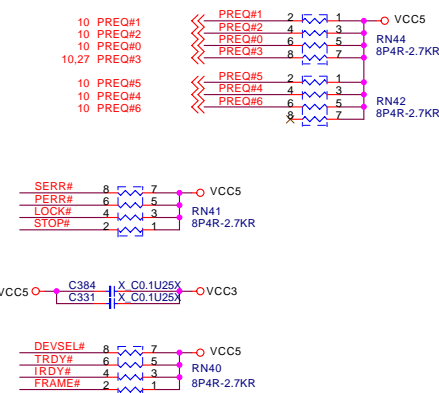 10 PREQ#1 PREQ#1 2 1 VCC5
10 PREQ#2 PREQ#2 4 3
10 PREQ#0 PREQ#0 6 5 RN44
10,27 PREQ#3 PREQ#3 8 7 8P4R-2.7KR
10 PREQ#5 PREQ#5 2 1
10 PREQ#4 PREQ#4 4 3
10 PREQ#6 PREQ#6 6 5 RN42
8 7 8P4R-2.7KR
SERR# 8 7 VCC5
PERR# 6 5
LOCK# 4 3 RN41
STOP# 2 1 8P4R-2.7KR
VCC5 C384 X_C0.1U25X VCC3
C331 X_C0.1U25X
DEVSEL# 8 7 VCC5
TRDY# 6 5
IRDY# 4 3 RN40
FRAME# 2 1 8P4R-2.7KR